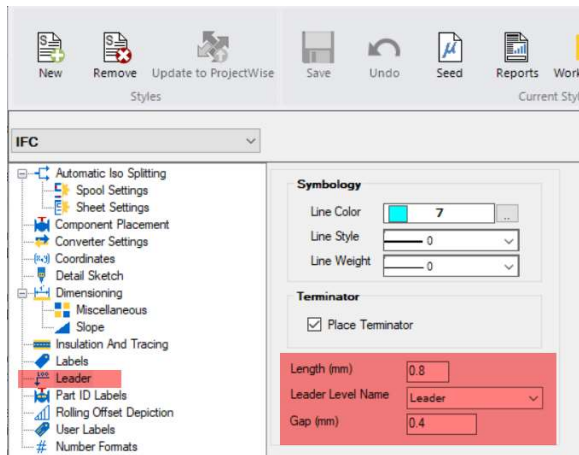 New
Remove
Update to ProjectWise
Save
Undo
Seed
Reports
Styles
IFC
Automatic Iso Splitting
Spool Settings
Sheet Settings
Component Placement
Converter Settings
Coordinates
Detail Sketch
Dimensioning
Miscellaneous
Slope
Insulation And Tracing
Labels
Leader
Part ID Labels
Rolling Offset Depiction
User Labels
Number Formats
Symbology
Line Color 7 ..
Line Style 0
Line Weight 0
Terminator
Place Terminator
Length (mm) 0.8
Leader Level Name Leader
Gap (mm) 0.4